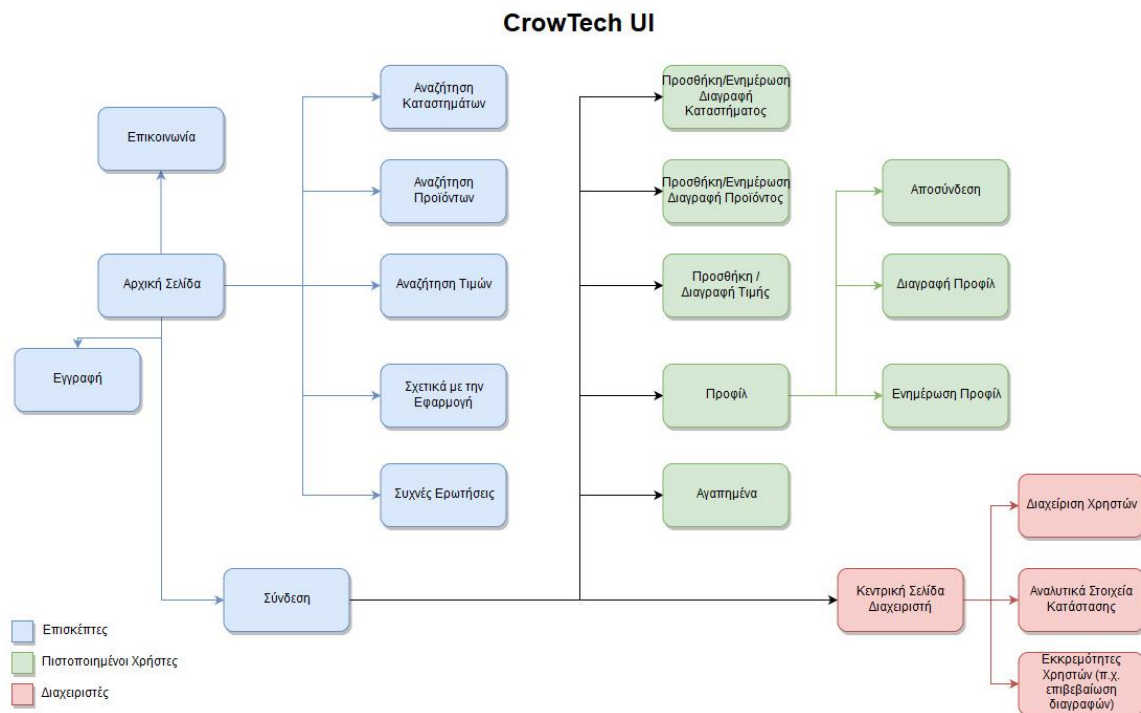 CrowTech UI
Επικοινωνία
Αρχική Σελίδα
Εγγραφή
Αναζήτηση
Καταστημάτων
Αναζήτηση
Προϊόντων
Αναζήτηση Τιμών
Σχετικά με την
Εφαρμογή
Συχνές Ερωτήσεις
Σύνδεση
Προσθήκη/Ενημέρωση
Διαγραφή
Καταστήματος
Προσθήκη/Ενημέρωση
Διαγραφή Προϊόντος
Προσθήκη /
Διαγραφή Τιμής
Προφίλ
Αγαπημένα
Αποσύνδεση
Διαγραφή Προφίλ
Ενημέρωση Προφίλ
Κεντρική Σελίδα
Διαχειριστή
Διαχείριση Χρηστών
Αναλυτικά Στοιχεία
Κατάστασης
Εκκρεμότητες
Χρηστών (π.χ.
επιβεβαίωση
διαγραφών)
Επισκέπτες
Πιστοποιημένοι Χρήστες
Διαχειριστές